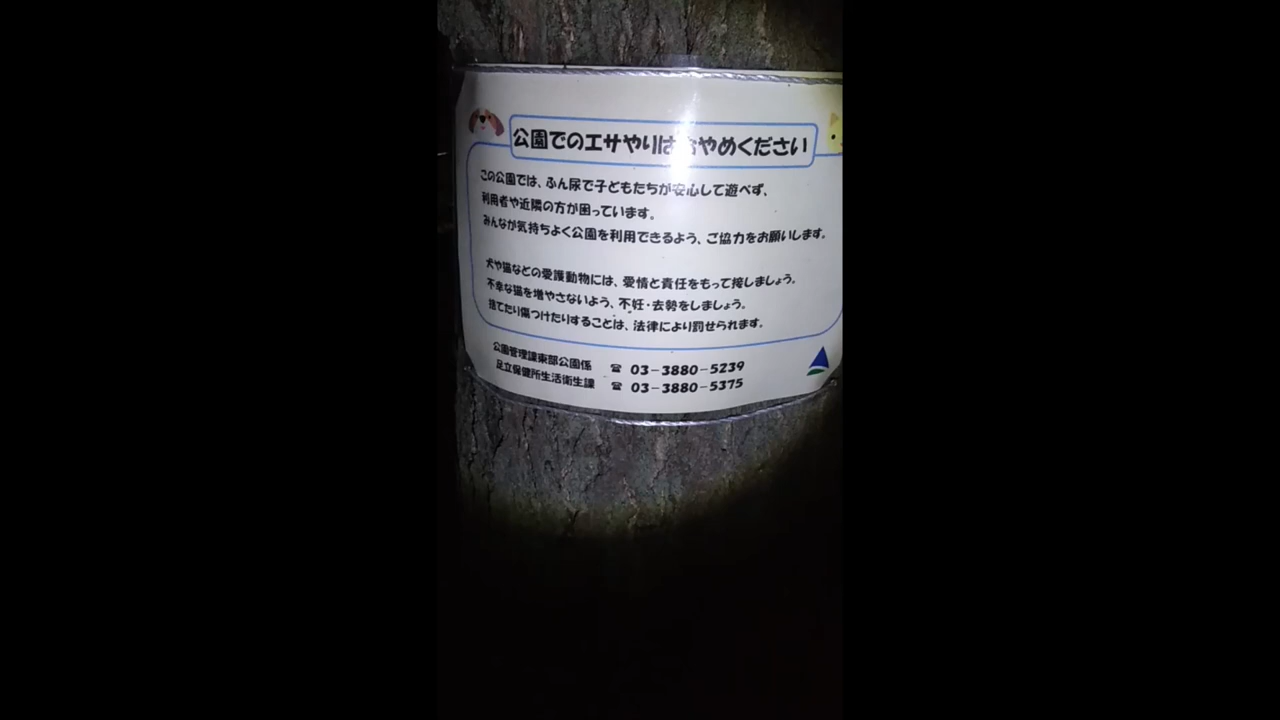 公園でのエサやりはおやめください
この公園では、ふん尿で子どもたちが安心して遊べず、
利用者や近隣の方が困っています。
みんなが気持ちよく公園を利用できるよう、ご協力をお願いします。
犬や猫などの愛護動物には、愛情と責任をもって接しましょう。
不幸な猫を増やさないよう、不妊・去勢をしましょう。
捨てたり傷つけたりすることは、法律により罰せられます。
公園管理課東部公園係 ☎ 03-3880-5239
足立保健所生活衛生課 ☎ 03-3880-5375